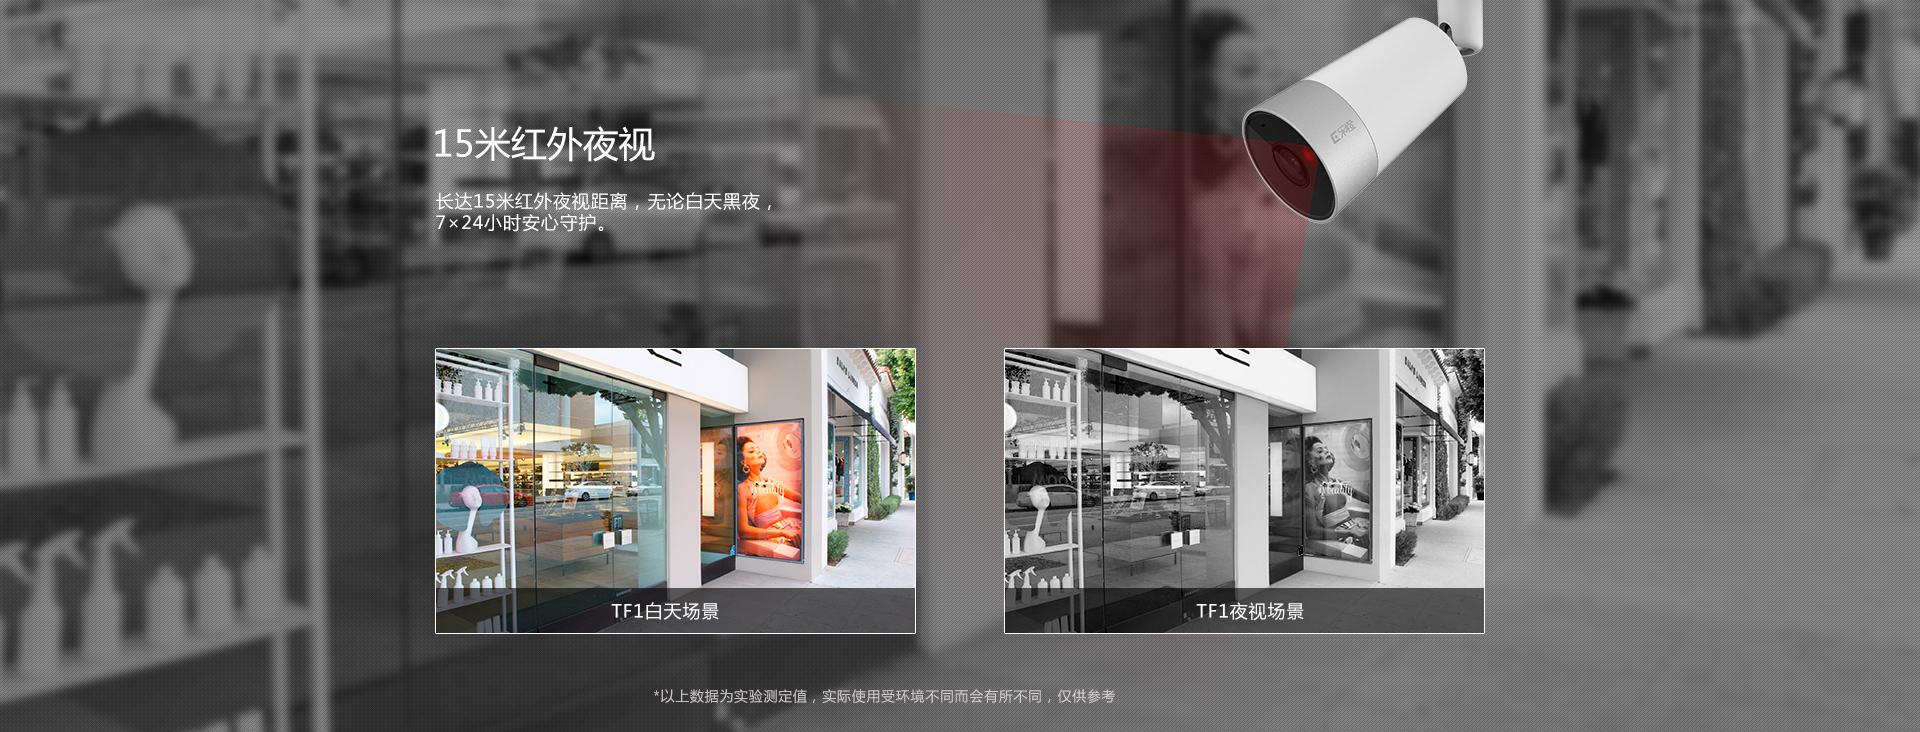 15米红外夜视
长达15米红外夜视距离，无论白天黑夜，
7×24小时安心守护。
乐橙
TF1白天场景
TF1夜视场景
*以上数据为实验测定值，实际使用受环境不同而会有所不同，仅供参考